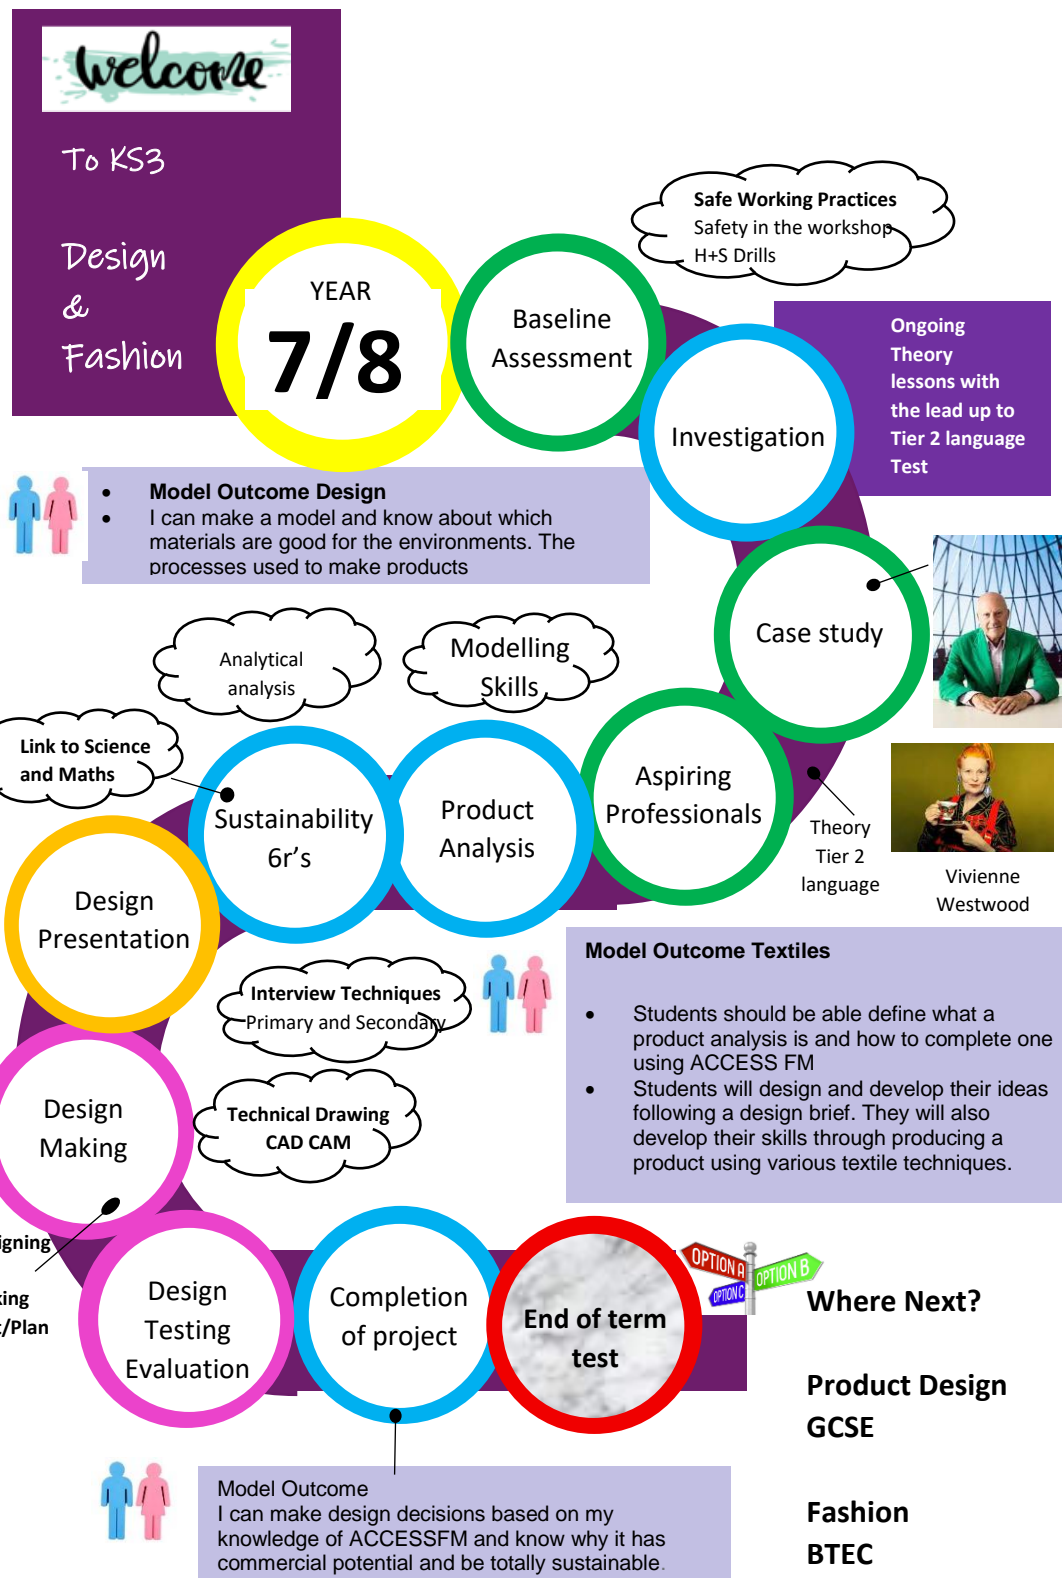 welcome
To KS3
Design
&
Fashion
YEAR
7/8
Baseline
Assessment
Safe Working Practices
Safety in the workshop
H+S Drills
Investigation
Ongoing
Theory
lessons with
the lead up to
Tier 2 language
Test
• Model Outcome Design
• I can make a model and know about which
materials are good for the environments. The
processes used to make products
Case study
Analytical
analysis
Modelling
Skills
Link to Science
and Maths
Sustainability
6r's
Product
Analysis
Aspiring
Professionals
Theory
Tier 2
language
Vivienne
Westwood
Design
Presentation
Interview Techniques
Primary and Secondary
Model Outcome Textiles
• Students should be able define what a
product analysis is and how to complete one
using ACCESS FM
• Students will design and develop their ideas
following a design brief. They will also
develop their skills through producing a
product using various textile techniques.
Design
Making
Technical Drawing
CAD CAM
igning
king
t/Plan
Design
Testing
Evaluation
Completion
of project
End of term
test
OPTION A
OPTION B
OPTION C
Where Next?
Product Design
GCSE
Fashion
BTEC
Model Outcome
I can make design decisions based on my
knowledge of ACCESSFM and know why it has
commercial potential and be totally sustainable.